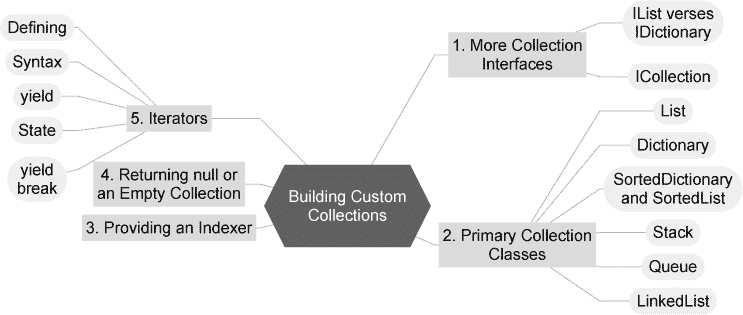 Building Custom
Collections
1. More Collection
Interfaces
IList verses
IDictionary
ICollection
2. Primary Collection
Classes
List
Dictionary
SortedDictionary
and SortedList
Stack
Queue
LinkedList
3. Providing an Indexer
4. Returning null or
an Empty Collection
5. Iterators
Defining
Syntax
yield
State
yield
break